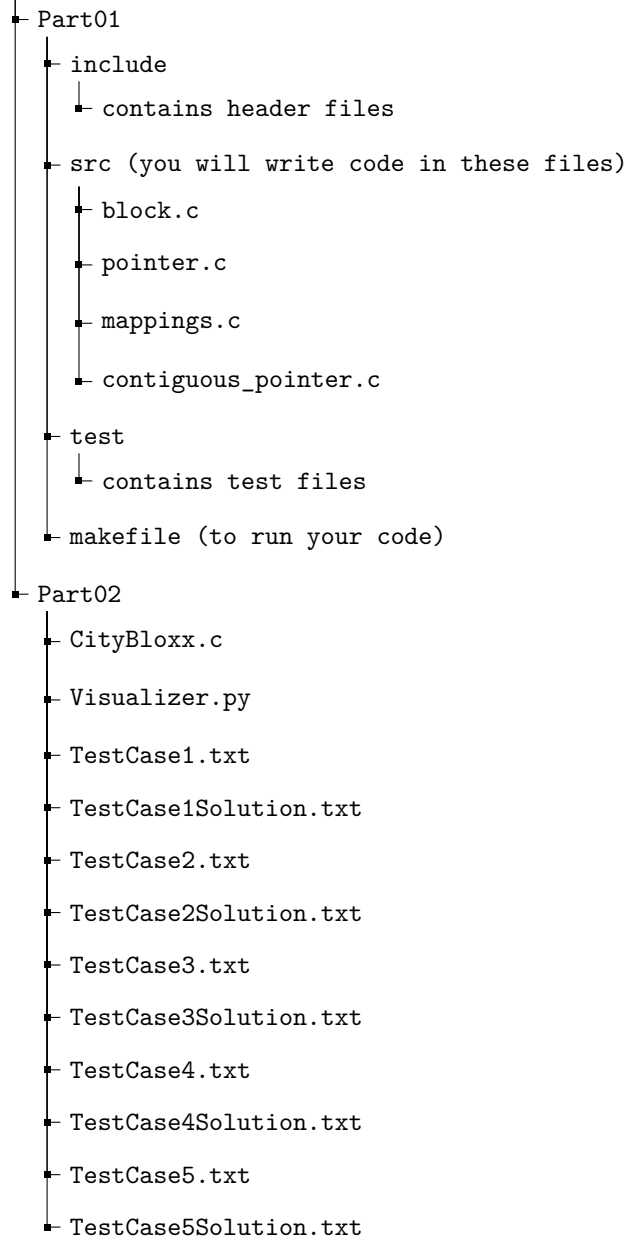 Part01
include
contains header files
src (you will write code in these files)
block.c
pointer.c
mappings.c
contiguous_pointer.c
test
contains test files
makefile (to run your code)
Part02
CityBloxx.c
Visualizer.py
TestCase1.txt
TestCase1Solution.txt
TestCase2.txt
TestCase2Solution.txt
TestCase3.txt
TestCase3Solution.txt
TestCase4.txt
TestCase4Solution.txt
TestCase5.txt
TestCase5Solution.txt